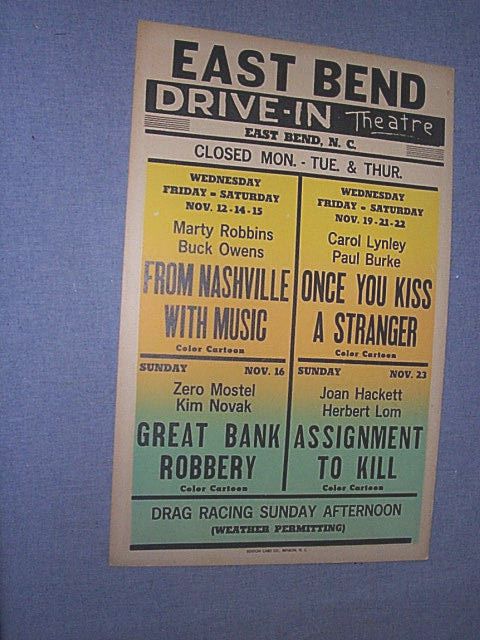 EAST BEND
DRIVE-IN Theatre
EAST BEND, N. C.
CLOSED MON. - TUE. & THUR.
WEDNESDAY
FRIDAY - SATURDAY
NOV. 12-14-15
Marty Robbins
Buck Owens
FROM NASHVILLE
WITH MUSIC
Color Cartoon
WEDNESDAY
FRIDAY - SATURDAY
NOV. 19-21-22
Carol Lynley
Paul Burke
ONCE YOU KISS
A STRANGER
Color Cartoon
SUNDAY NOV. 16
Zero Mostel
Kim Novak
GREAT BANK
ROBBERY
Color Cartoon
SUNDAY NOV. 23
Joan Hackett
Herbert Lom
ASSIGNMENT
TO KILL
Color Cartoon
DRAG RACING SUNDAY AFTERNOON
(WEATHER PERMITTING)